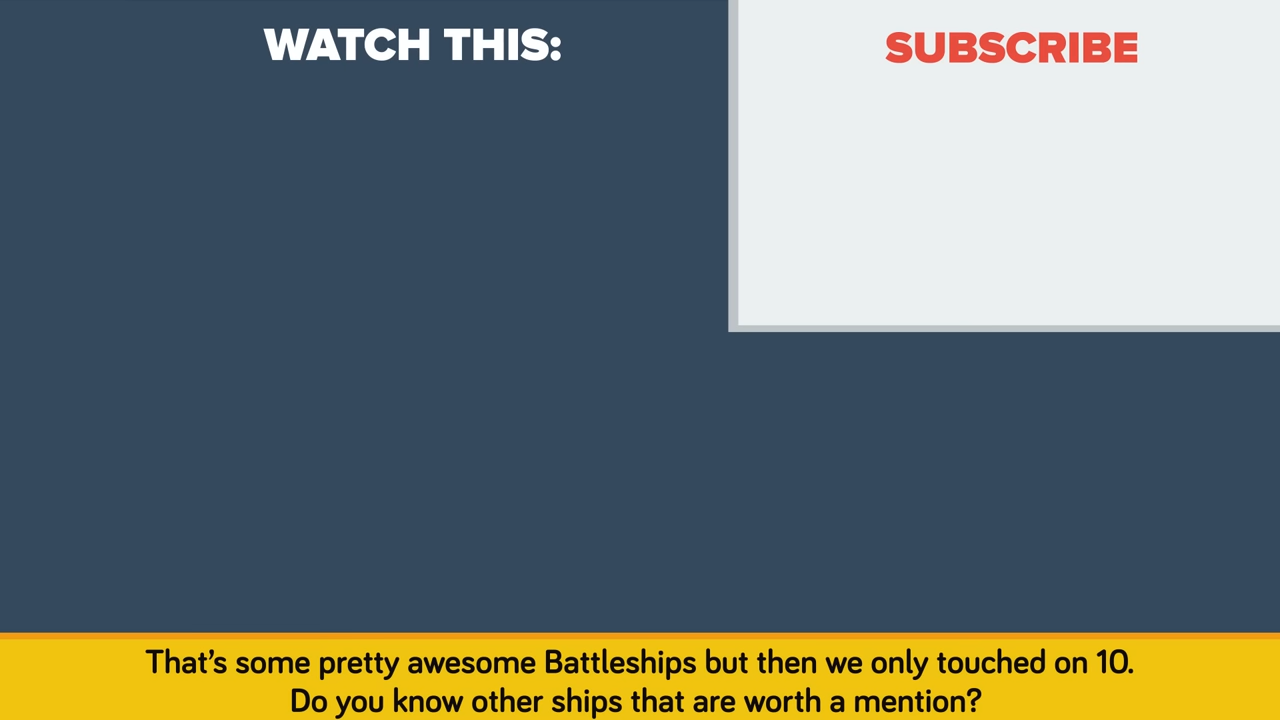 WATCH THIS:
SUBSCRIBE
That's some pretty awesome Battleships but then we only touched on 10.
Do you know other ships that are worth a mention?